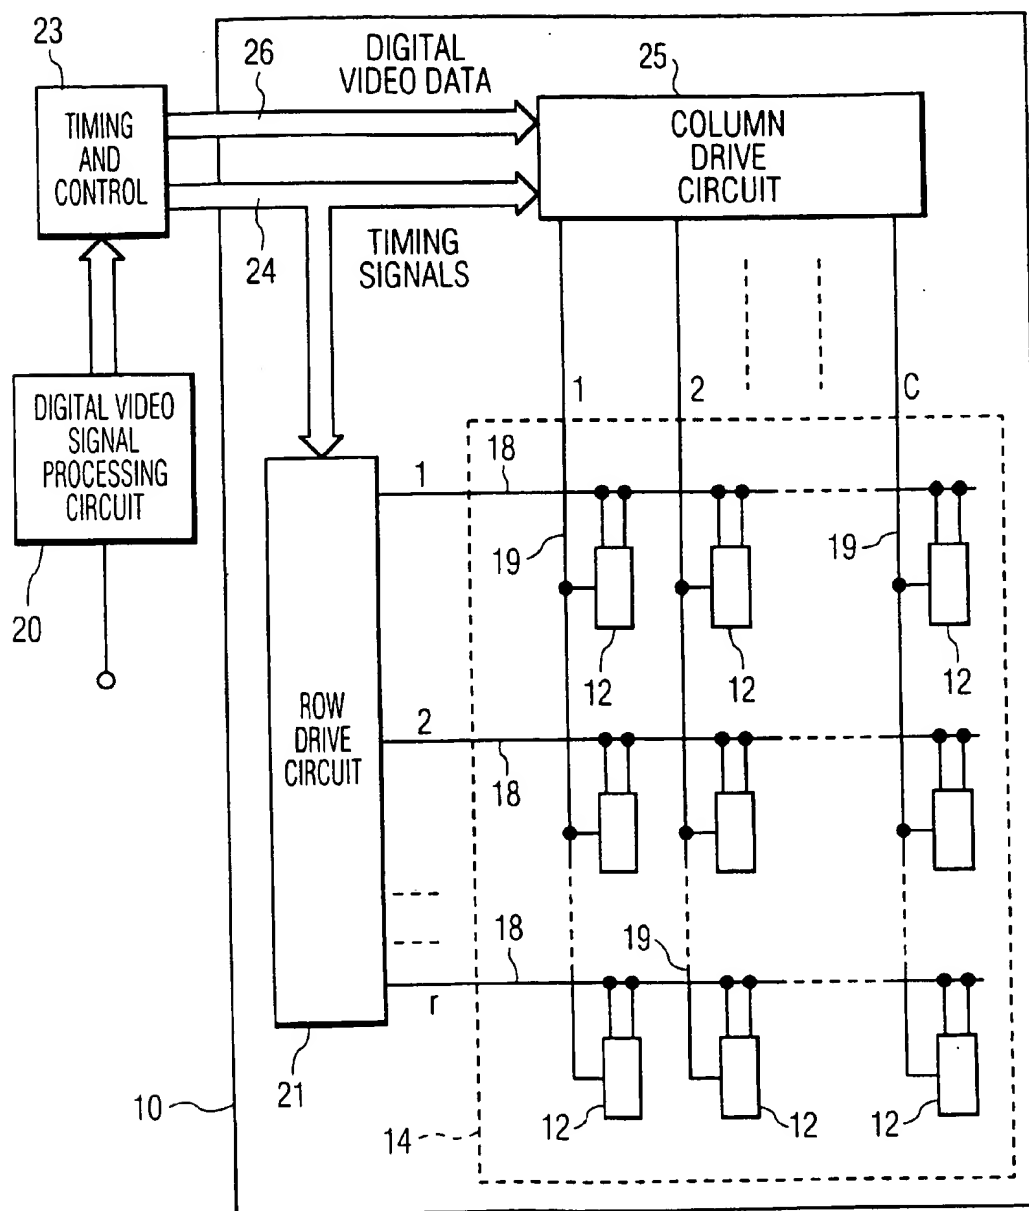 23
26
DIGITAL
VIDEO DATA
25
TIMING
AND
CONTROL
COLUMN
DRIVE
CIRCUIT
24
TIMING
SIGNALS
1
2
C
DIGITAL VIDEO
SIGNAL
PROCESSING
CIRCUIT
20
1
18
19
19
12
12
12
ROW
DRIVE
CIRCUIT
2
18
18
19
r
21
10
14
12
12
12